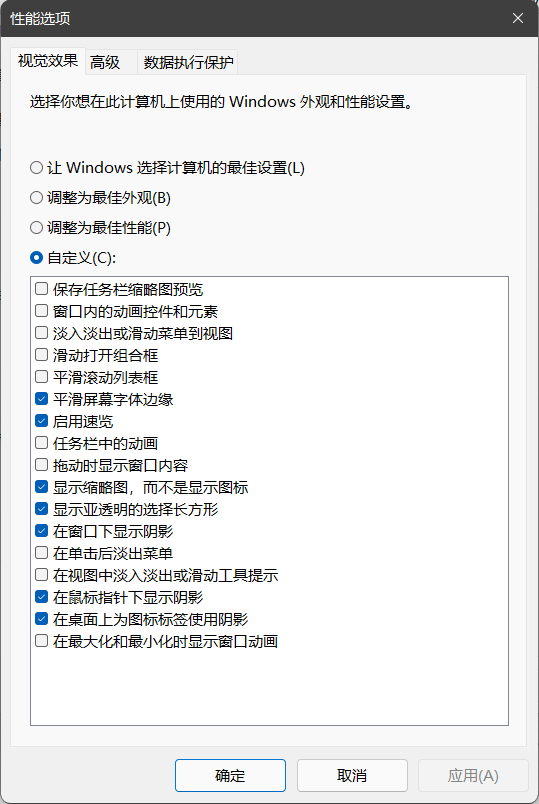 性能选项
视觉效果 高级 数据执行保护
选择你想在此计算机上使用的 Windows 外观和性能设置。
让 Windows 选择计算机的最佳设置(L)
调整为最佳外观(B)
调整为最佳性能(P)
自定义(C):
保存任务栏缩略图预览
窗口内的动画控件和元素
淡入淡出或滑动菜单到视图
滑动打开组合框
平滑滚动列表框
平滑屏幕字体边缘
启用速览
任务栏中的动画
拖动时显示窗口内容
显示缩略图，而不是显示图标
显示亚透明的选择长方形
在窗口下显示阴影
在单击后淡出菜单
在视图中淡入淡出或滑动工具提示
在鼠标指针下显示阴影
在桌面上为图标标签使用阴影
在最大化和最小化时显示窗口动画
确定 取消 应用(A)